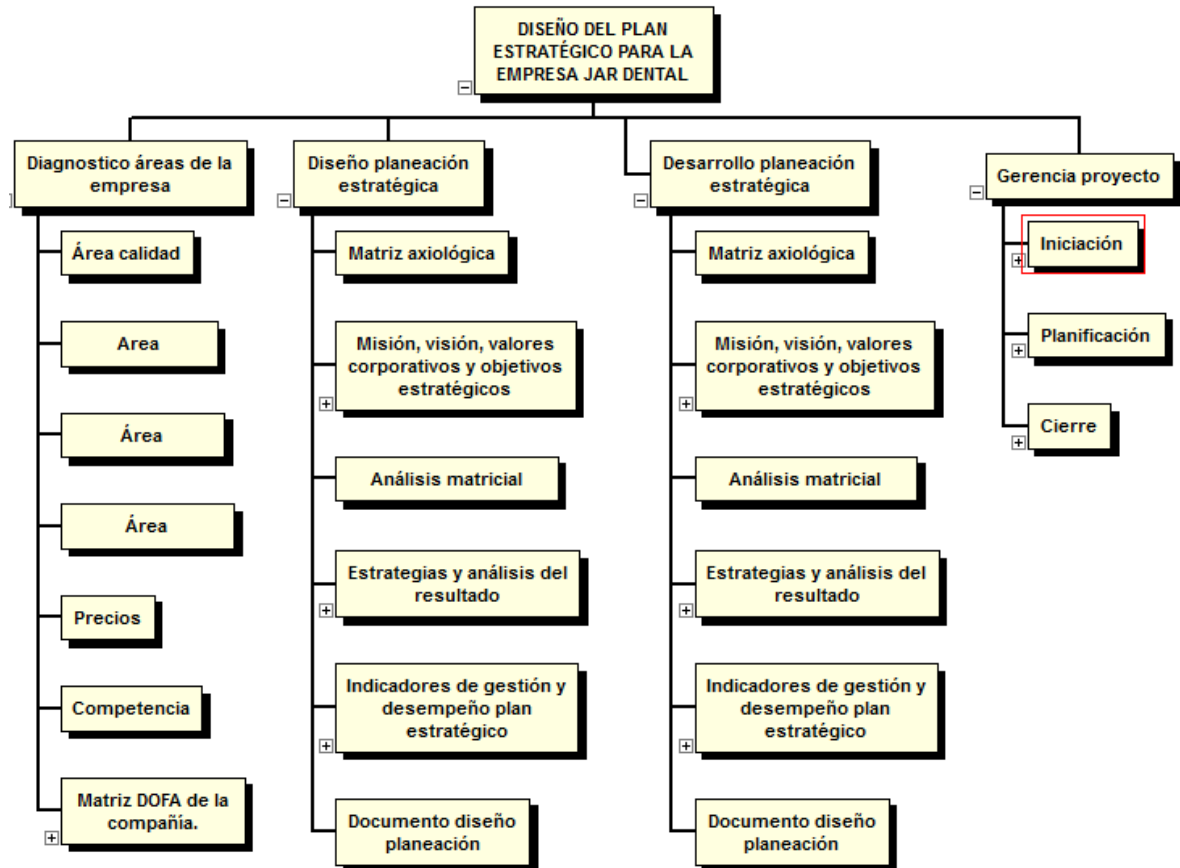 DISEÑO DEL PLAN
ESTRATÉGICO PARA LA
EMPRESA JAR DENTAL
Diagnostico áreas de la
empresa
Área calidad
Area
Área
Área
Precios
Competencia
Matriz DOFA de la
compañía.
Diseño planeación
estratégica
Matriz axiológica
Misión, visión, valores
corporativos y objetivos
estratégicos
Análisis matricial
Estrategias y análisis del
resultado
Indicadores de gestión y
desempeño plan
estratégico
Documento diseño
planeación
Desarrollo planeación
estratégica
Matriz axiológica
Misión, visión, valores
corporativos y objetivos
estratégicos
Análisis matricial
Estrategias y análisis del
resultado
Indicadores de gestión y
desempeño plan
estratégico
Documento diseño
planeación
Gerencia proyecto
Iniciación
Planificación
Cierre